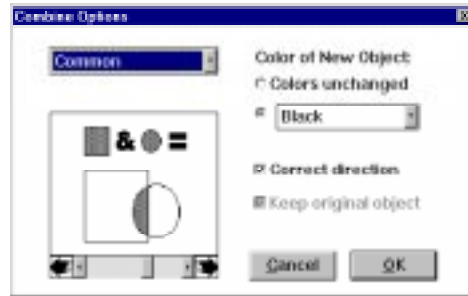 Combine Options
Common
Color of New Object:
Colors unchanged
Black
& =
Correct direction
Keep original object
Cancel
OK